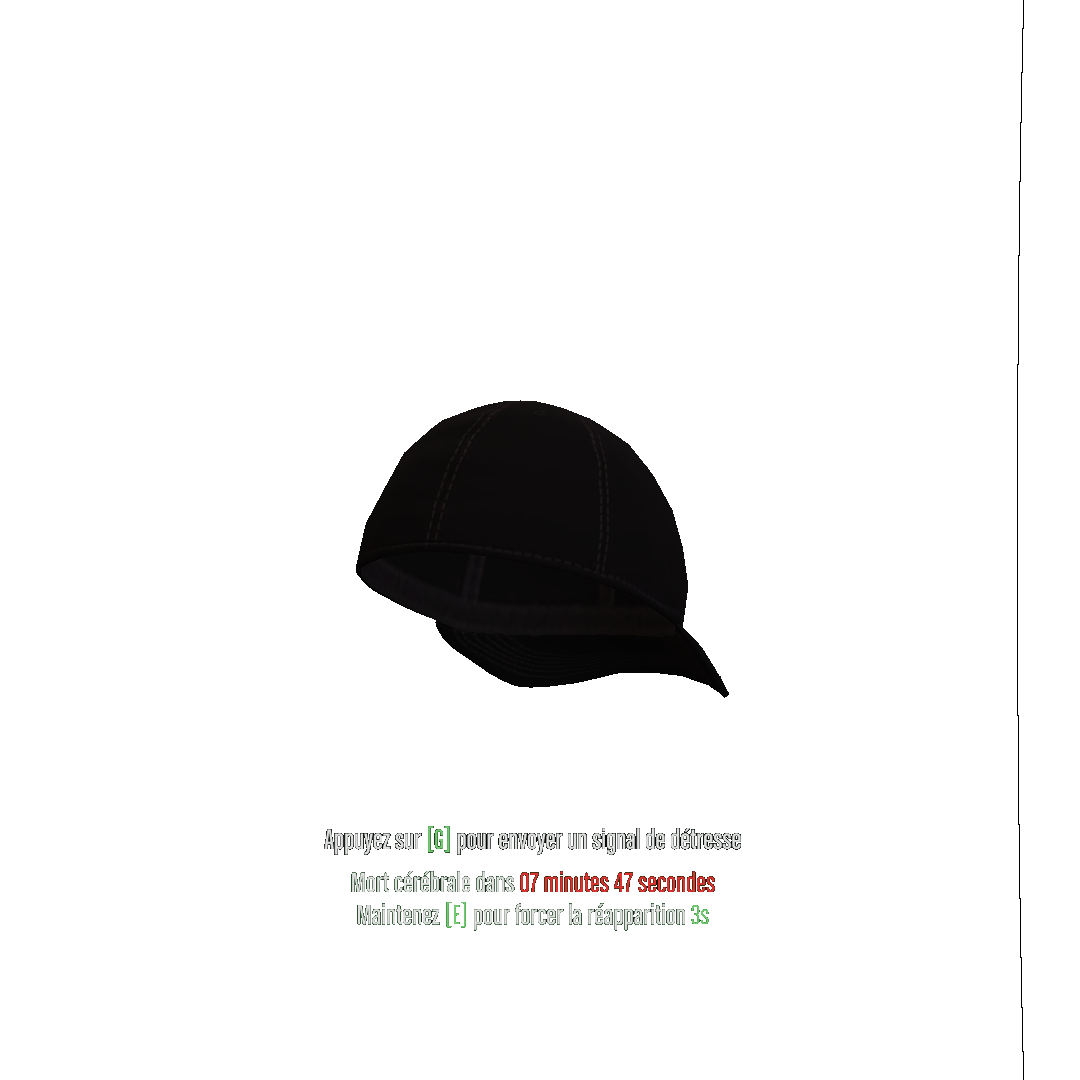 Appuyez sur [G] pour envoyer un signal de détresse
Mort cérébrale dans 07 minutes 47 secondes
Maintenez [E] pour forcer la réapparition 3s